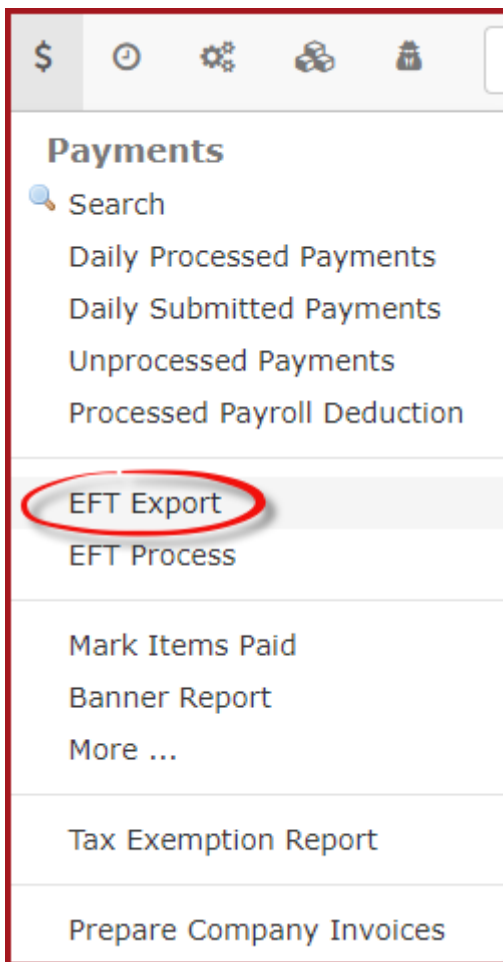 $
Payments
Search
Daily Processed Payments
Daily Submitted Payments
Unprocessed Payments
Processed Payroll Deduction
EFT Export
EFT Process
Mark Items Paid
Banner Report
More ...
Tax Exemption Report
Prepare Company Invoices